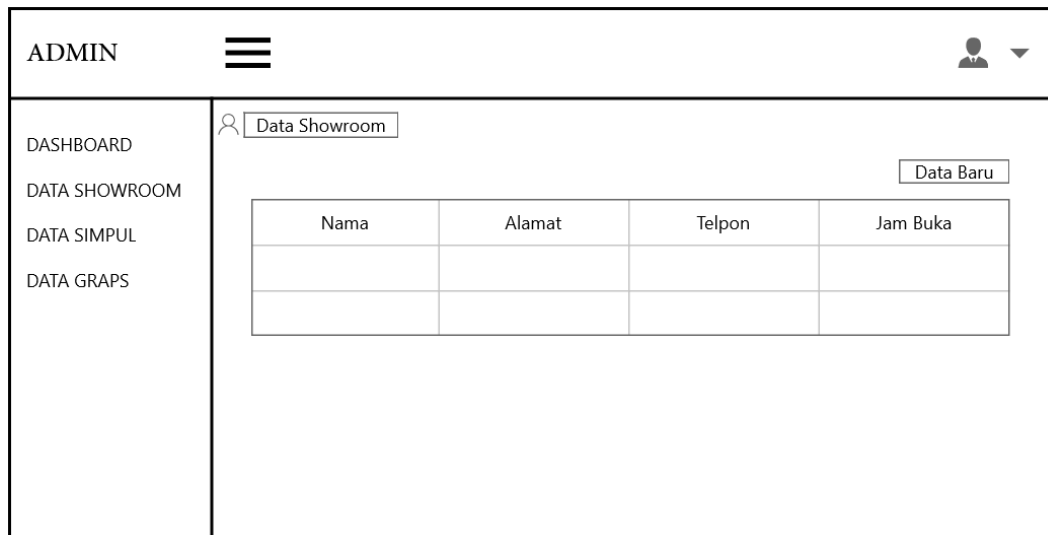 ADMIN
DASHBOARD
DATA SHOWROOM
DATA SIMPUL
DATA GRAPS
Data Showroom
Data Baru
Nama Alamat Telpon Jam Buka